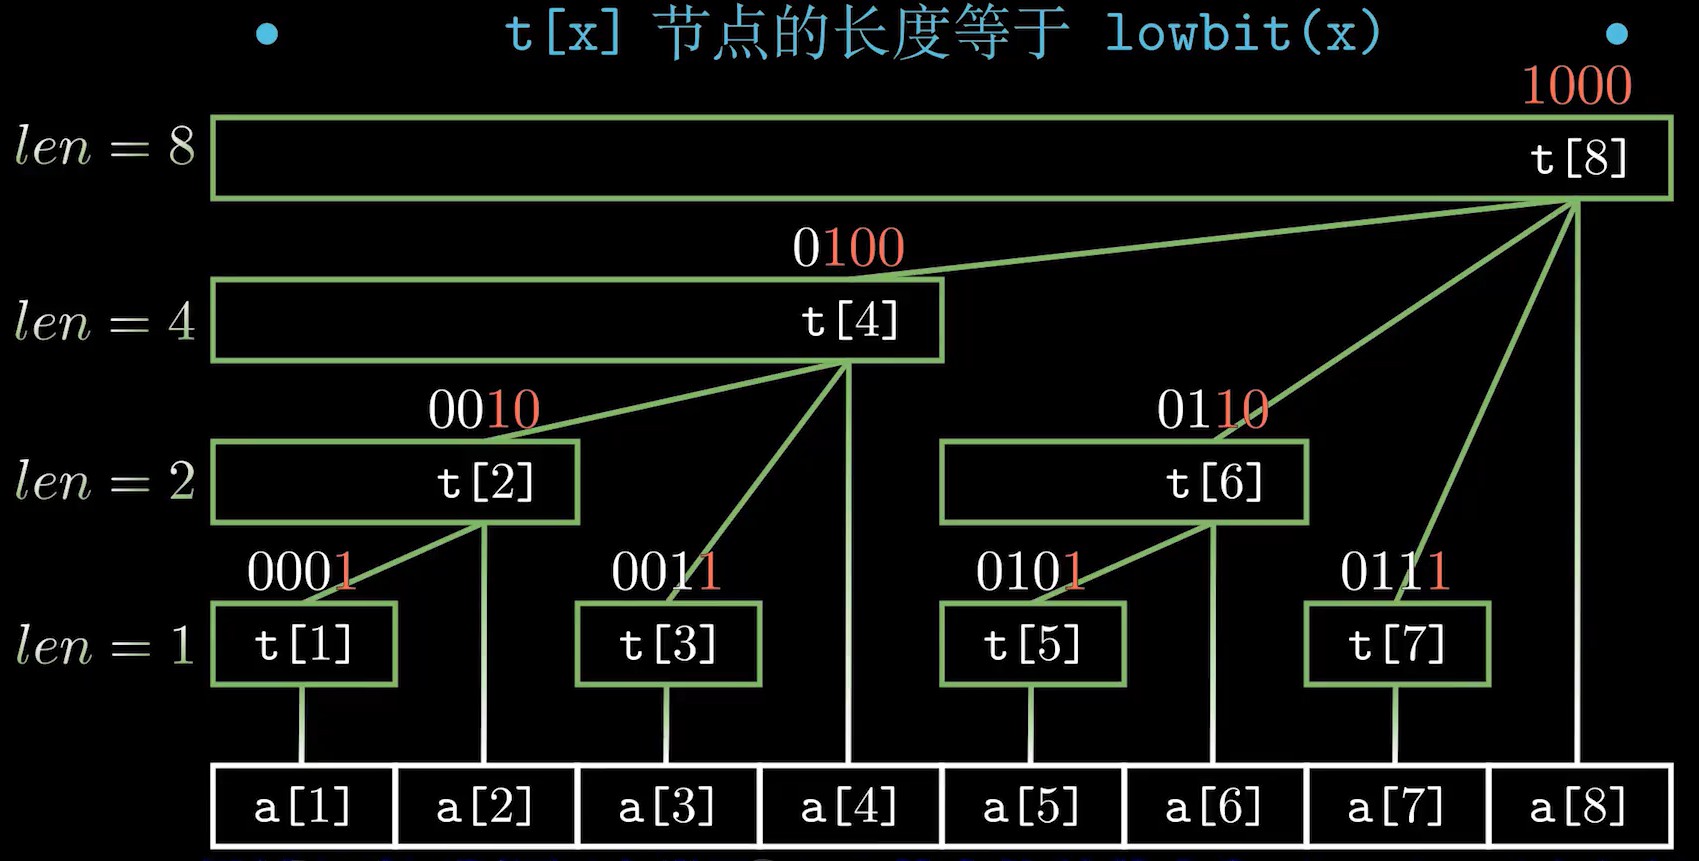 t[x] 节点的长度等于 lowbit(x)
1000
len = 8 t[8]
0100
len = 4 t[4]
0010 0110
len = 2 t[2] t[6]
0001 0011 0101 0111
len = 1 t[1] t[3] t[5] t[7]
a[1] a[2] a[3] a[4] a[5] a[6] a[7] a[8]